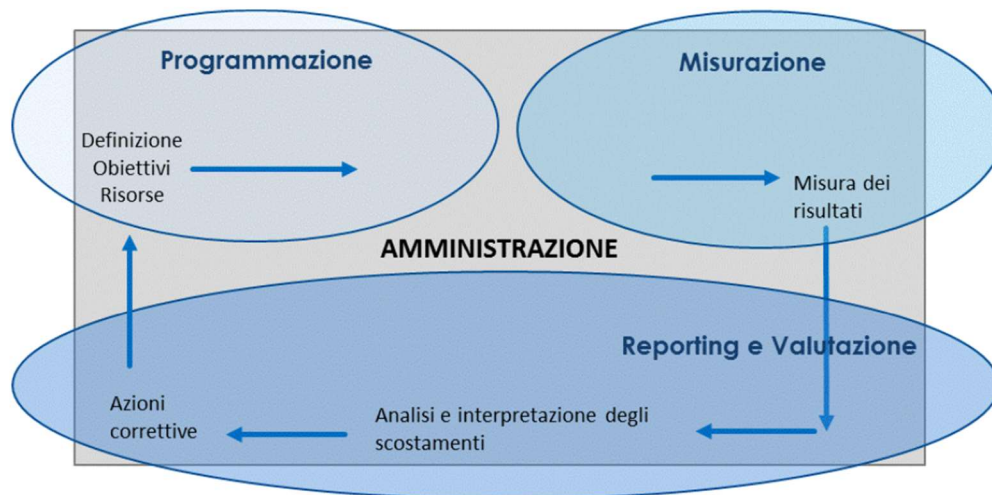 Programmazione
Misurazione
Definizione
Obiettivi
Risorse
Misura dei
risultati
AMMINISTRAZIONE
Reporting e Valutazione
Azioni
correttive
Analisi e interpretazione degli
scostamenti